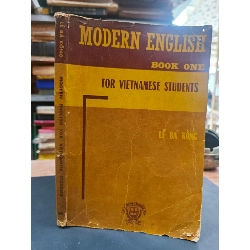 MODERN ENGLISH
BOOK ONE
FOR VIETNAMESE STUDENTS
LÊ BÁ KÔNG